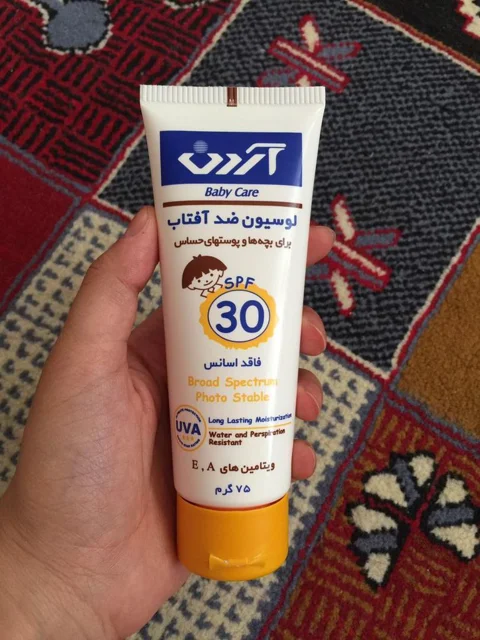 آردن
Baby Care
لوسیون ضد آفتاب
برای بچه‌ها و پوستهای حساس
SPF
30
فاقد اسانس
Broad Spectrum
Photo Stable
UVA
Long Lasting Moisturization
Water and Perspiration
Resistant
ویتامین های E , A
۷۵ گرم